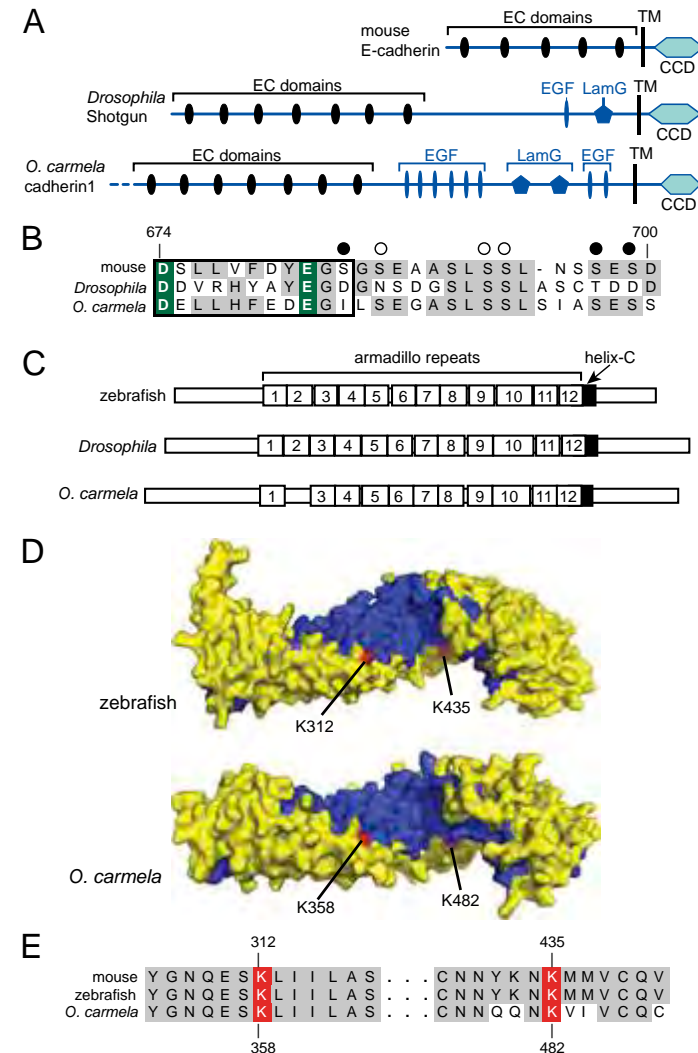 A
mouse
E-cadherin
EC domains
TM
CCD
Drosophila
Shotgun
EC domains
EGF
LamG
TM
CCD
O. carmela
cadherin1
EC domains
EGF
LamG
EGF
TM
CCD
B
674
700
mouse D S L L V F D Y E G S G S E A A S L S S L - N S S E S D
Drosophila D D V R H Y A Y E G D G N S D G S L S S L A S C T D D D
O. carmela D E L L H F E D E G I L S E G A S L S S L S I A S E S S
C
armadillo repeats
helix-C
zebrafish 1 2 3 4 5 6 7 8 9 10 11 12
Drosophila 1 2 3 4 5 6 7 8 9 10 11 12
O. carmela 1 3 4 5 6 7 8 9 10 11 12
D
zebrafish
K312
K435
O. carmela
K358
K482
E
312
435
mouse Y G N Q E S K L I I L A S . . . C N N Y K N K M M V C Q V
zebrafish Y G N Q E S K L I I L A S . . . C N N Y K N K M M V C Q V
O. carmela Y G N Q E S K L I I L A S . . . C N N Q Q N K V I V C Q C
358
482